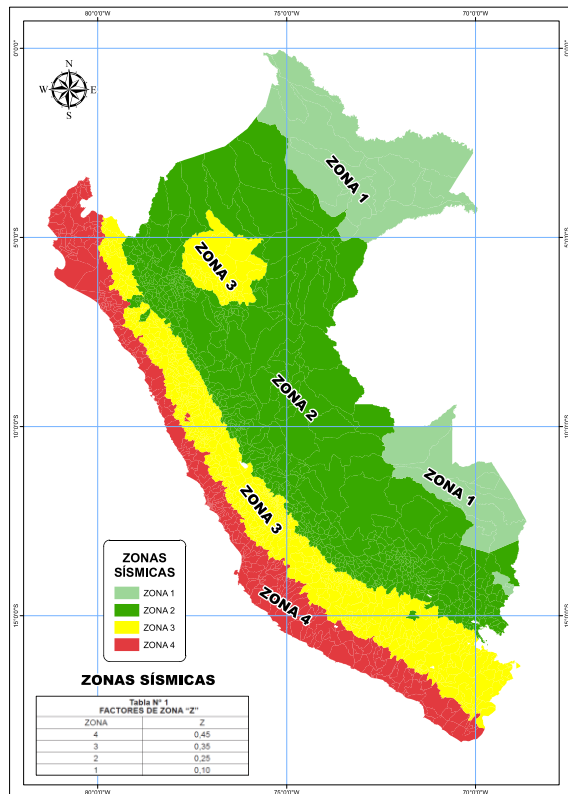 80°0'0"W 75°0'0"W 70°0'0"W
0°0'0"
N
W E
S
ZONA 1
5°0'0"S
ZONA 3
ZONA 2
10°0'0"S
ZONA 1
ZONA 3
ZONA 4
15°0'0"S
ZONAS
SÍSMICAS
ZONA 1
ZONA 2
ZONA 3
ZONA 4
ZONAS SÍSMICAS
Tabla N° 1
FACTORES DE ZONA "Z"
ZONA Z
4 0,45
3 0,35
2 0,25
1 0,10
80°0'0"W 75°0'0"W 70°0'0"W